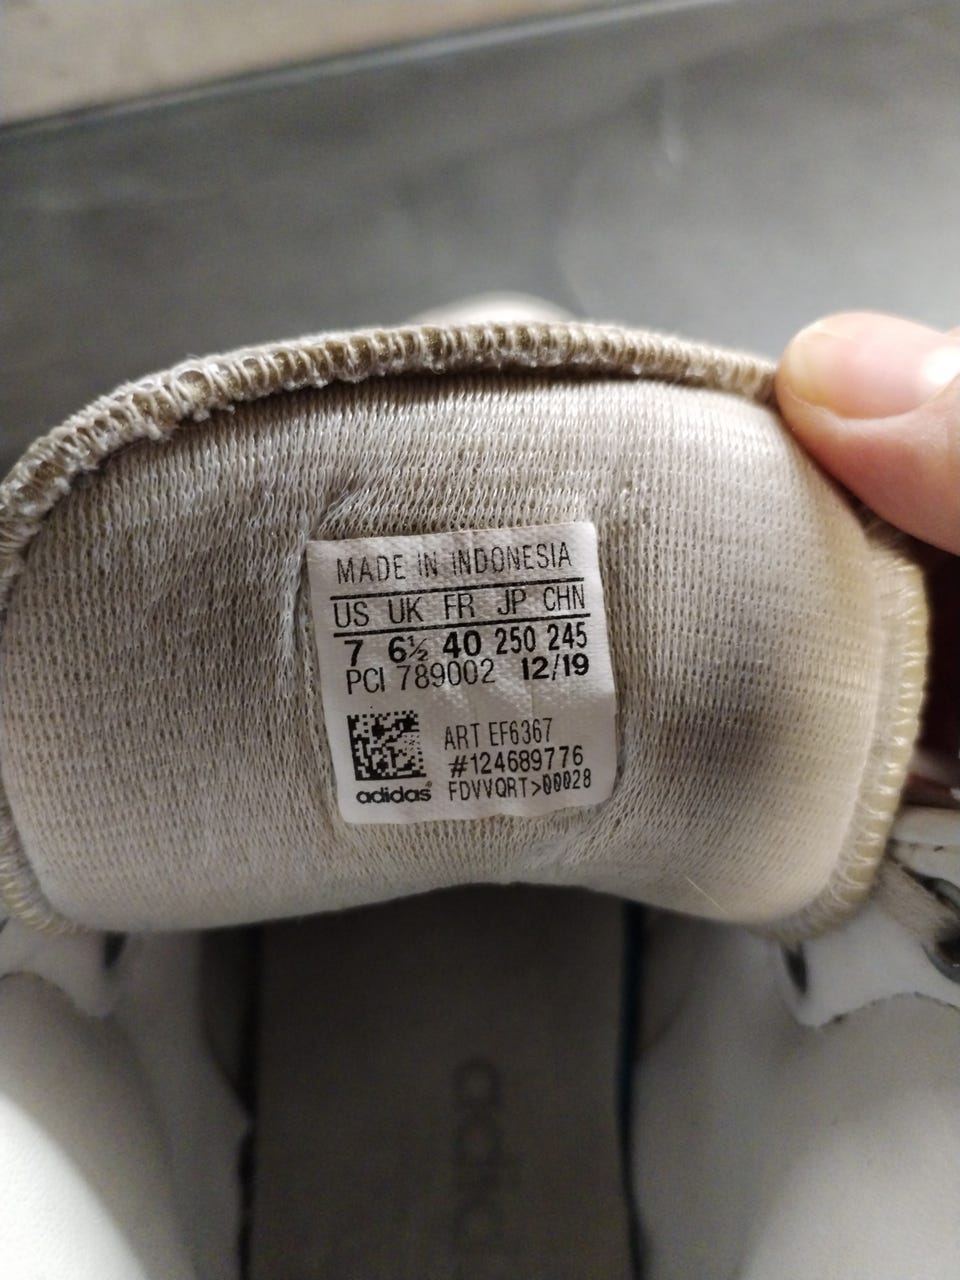 MADE IN INDONESIA
US UK FR JP CHN
7 6½ 40 250 245
PCI 789002 12/19
ART EF6367
#124689776
adidas® FDVVQRT>00028